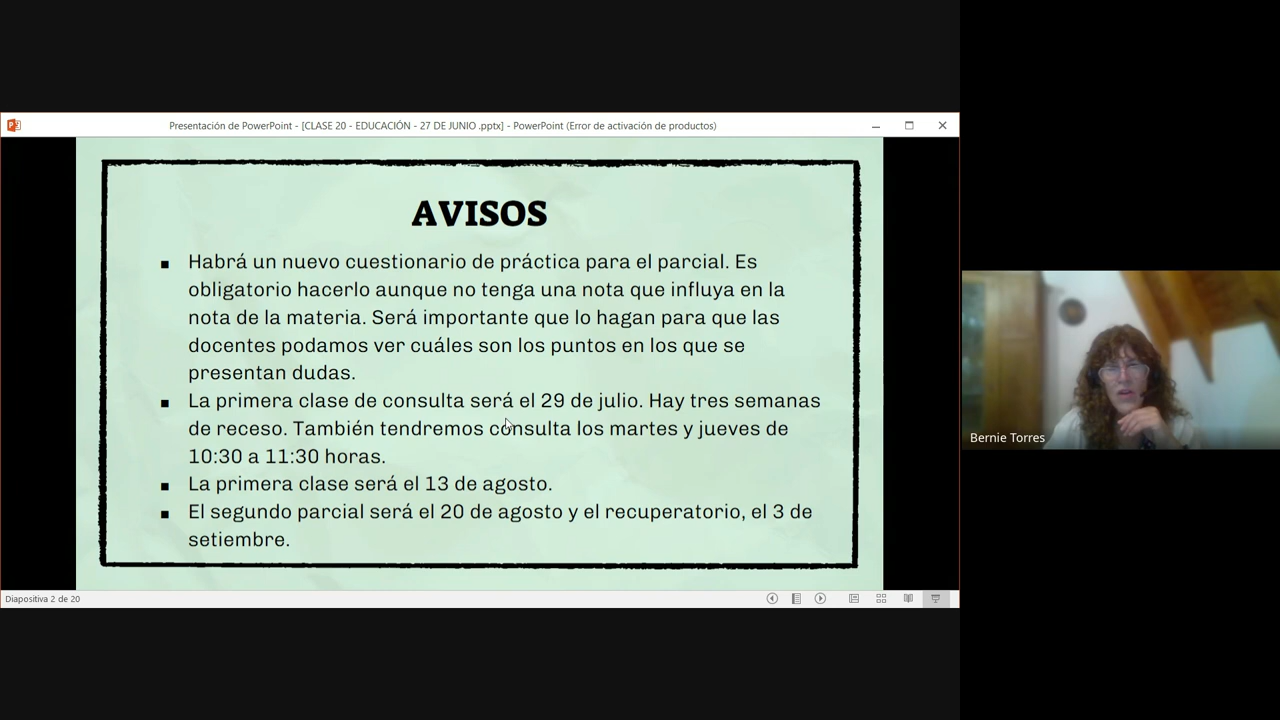 Presentación de PowerPoint - [CLASE 20 - EDUCACIÓN - 27 DE JUNIO .pptx] - PowerPoint (Error de activación de productos)
AVISOS
▪ Habrá un nuevo cuestionario de práctica para el parcial. Es
obligatorio hacerlo aunque no tenga una nota que influya en la
nota de la materia. Será importante que lo hagan para que las
docentes podamos ver cuáles son los puntos en los que se
presentan dudas.
▪ La primera clase de consulta será el 29 de julio. Hay tres semanas
de receso. También tendremos consulta los martes y jueves de
10:30 a 11:30 horas.
▪ La primera clase será el 13 de agosto.
▪ El segundo parcial será el 20 de agosto y el recuperatorio, el 3 de
setiembre.
Diapositiva 2 de 20
Bernie Torres